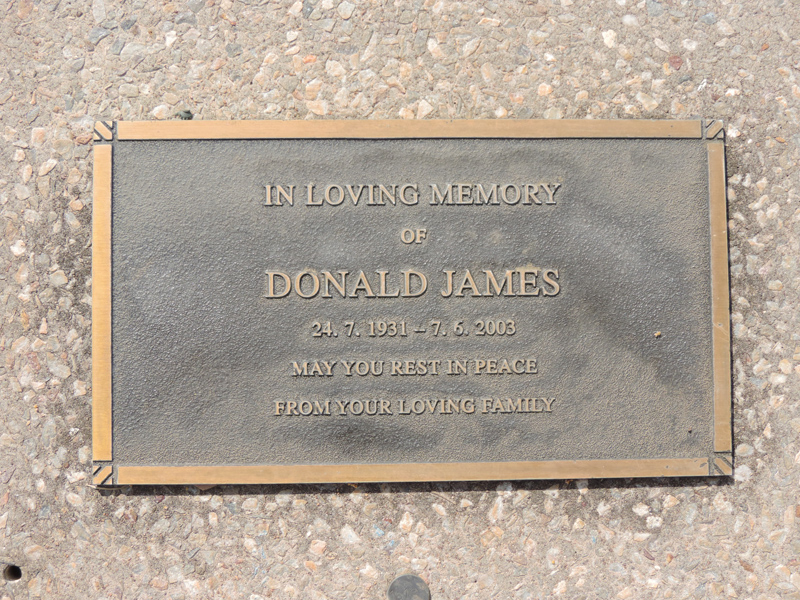 IN LOVING MEMORY
OF
DONALD JAMES
24. 7. 1931 – 7. 6. 2003
MAY YOU REST IN PEACE
FROM YOUR LOVING FAMILY